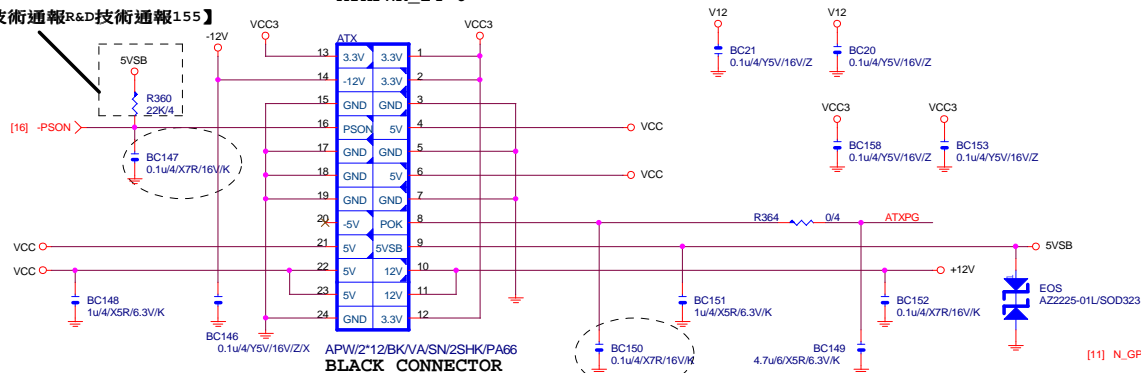 技術通報R&D技術通報155】
5VSB
R360
22K/4
[16] -PSON
BC147
0.1u/4/X7R/16V/K
-12V
VCC3
ATX
VCC3
13 3.3V 3.3V 1
14 -12V 3.3V 2
15 GND GND 3
16 PSON 5V 4
17 GND GND 5
18 GND 5V 6
19 GND GND 7
20 -5V POK 8
21 5V 5VSB 9
22 5V 12V 10
23 5V 12V 11
24 GND 3.3V 12
VCC
VCC
VCC
VCC
BC148
1u/4/X5R/6.3V/K
BC146
0.1u/4/Y5V/16V/Z/X
APW/2*12/BK/VA/SN/2SHK/PA66
BLACK CONNECTOR
V12
BC21
0.1u/4/Y5V/16V/Z
V12
BC20
0.1u/4/Y5V/16V/Z
VCC3
BC158
0.1u/4/Y5V/16V/Z
VCC3
BC153
0.1u/4/Y5V/16V/Z
R364 0/4 ATXPG
5VSB
+12V
BC151
1u/4/X5R/6.3V/K
BC152
0.1u/4/X7R/16V/K
EOS
AZ2225-01L/SOD323
BC150
0.1u/4/X7R/16V/K
BC149
4.7u/6/X5R/6.3V/K
[11] N_GP